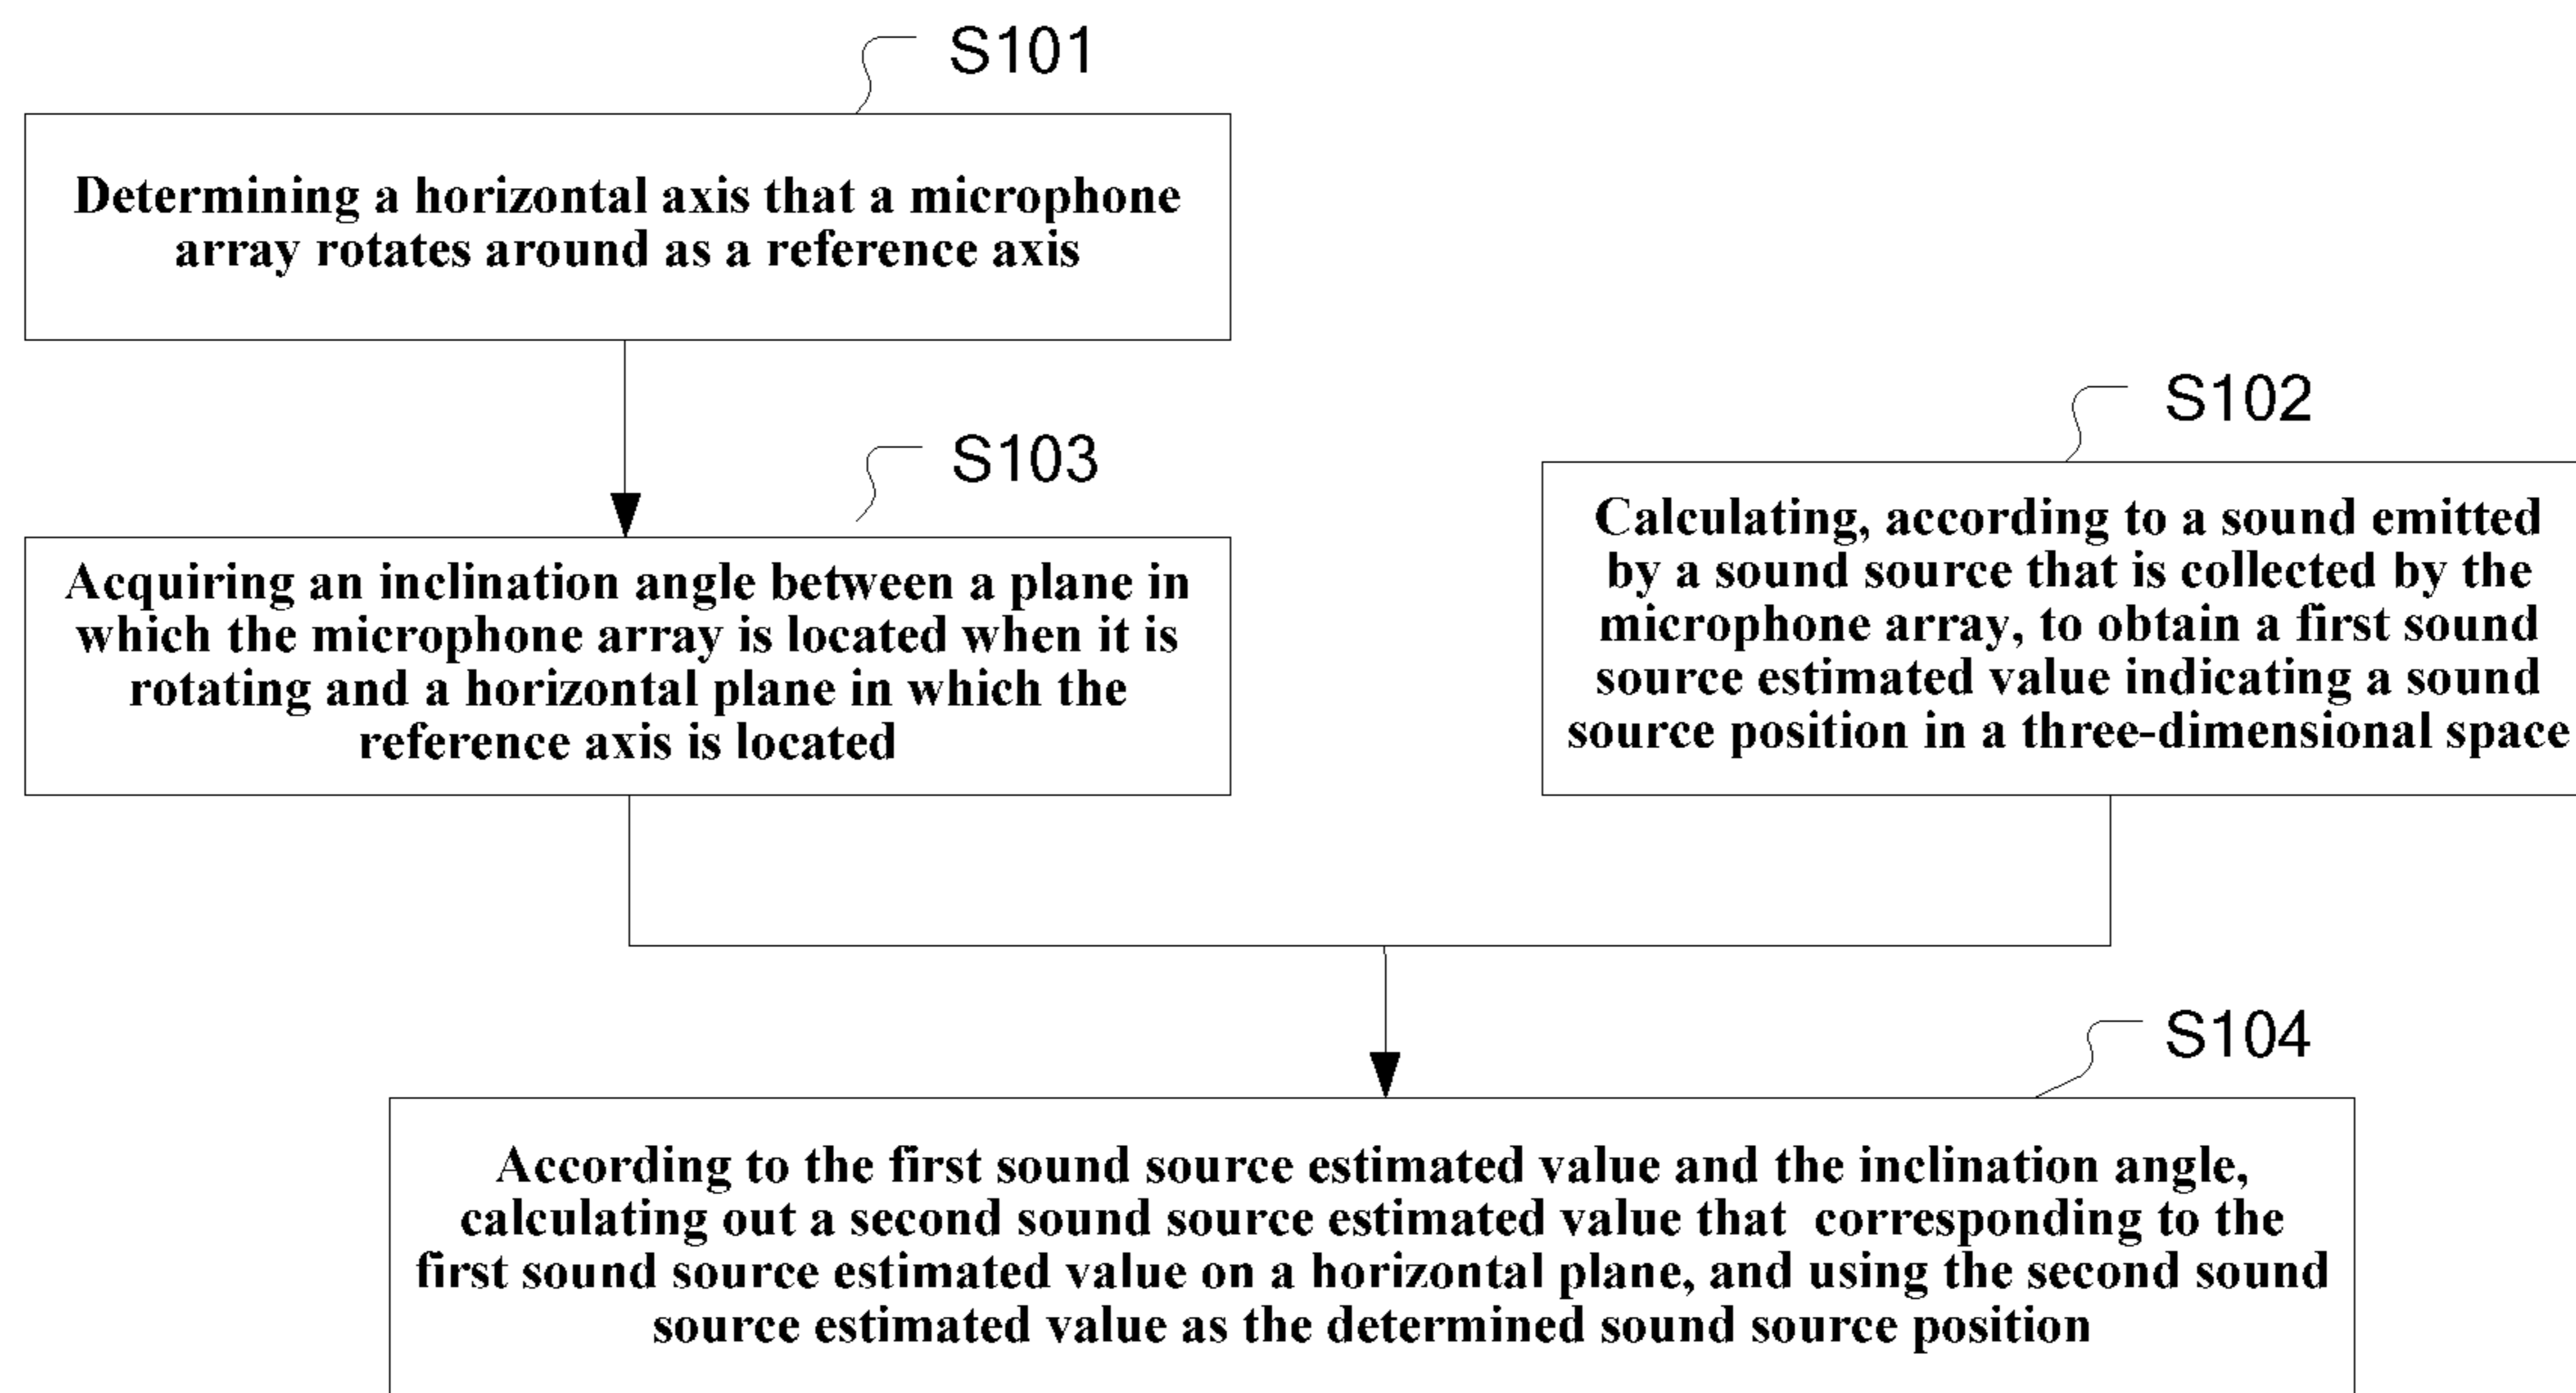 S101
Determining a horizontal axis that a microphone
array rotates around as a reference axis
S103
Acquiring an inclination angle between a plane in
which the microphone array is located when it is
rotating and a horizontal plane in which the
reference axis is located
S102
Calculating, according to a sound emitted
by a sound source that is collected by the
microphone array, to obtain a first sound
source estimated value indicating a sound
source position in a three-dimensional space
S104
According to the first sound source estimated value and the inclination angle,
calculating out a second sound source estimated value that corresponding to the
first sound source estimated value on a horizontal plane, and using the second sound
source estimated value as the determined sound source position